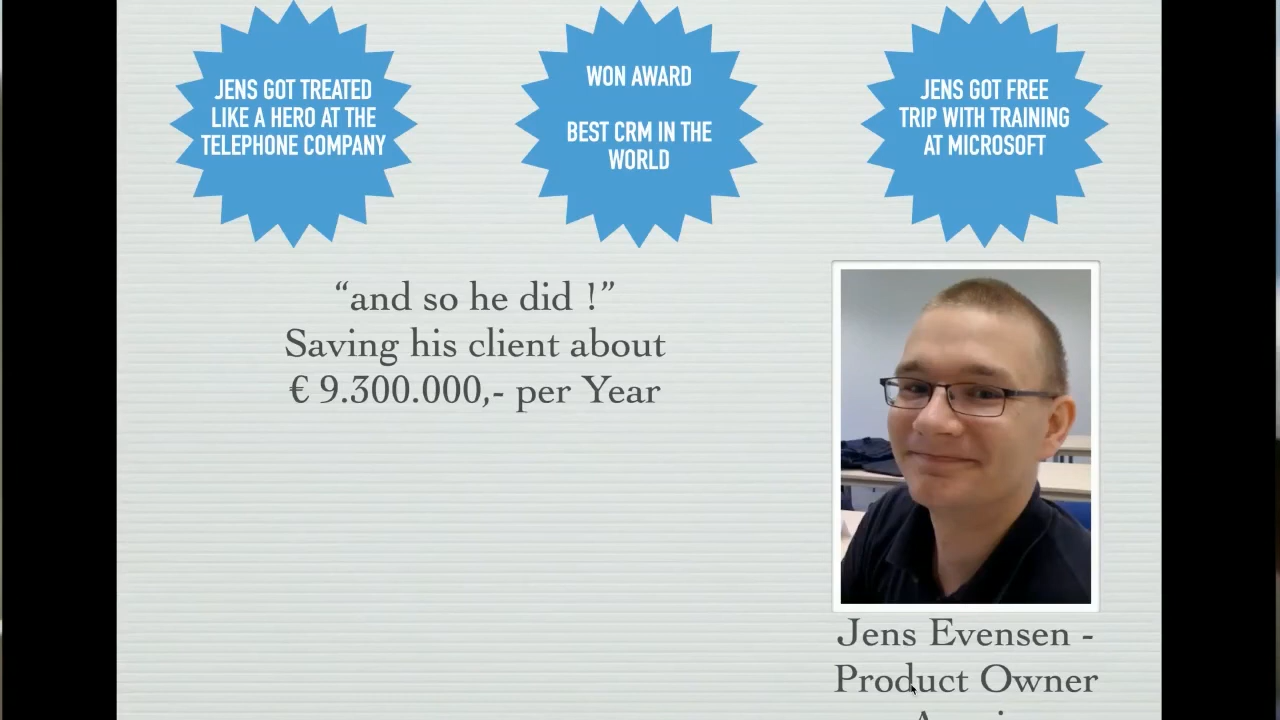 JENS GOT TREATED
LIKE A HERO AT THE
TELEPHONE COMPANY
WON AWARD
BEST CRM IN THE
WORLD
JENS GOT FREE
TRIP WITH TRAINING
AT MICROSOFT
“and so he did !”
Saving his client about
€ 9.300.000,- per Year
Jens Evensen -
Product Owner